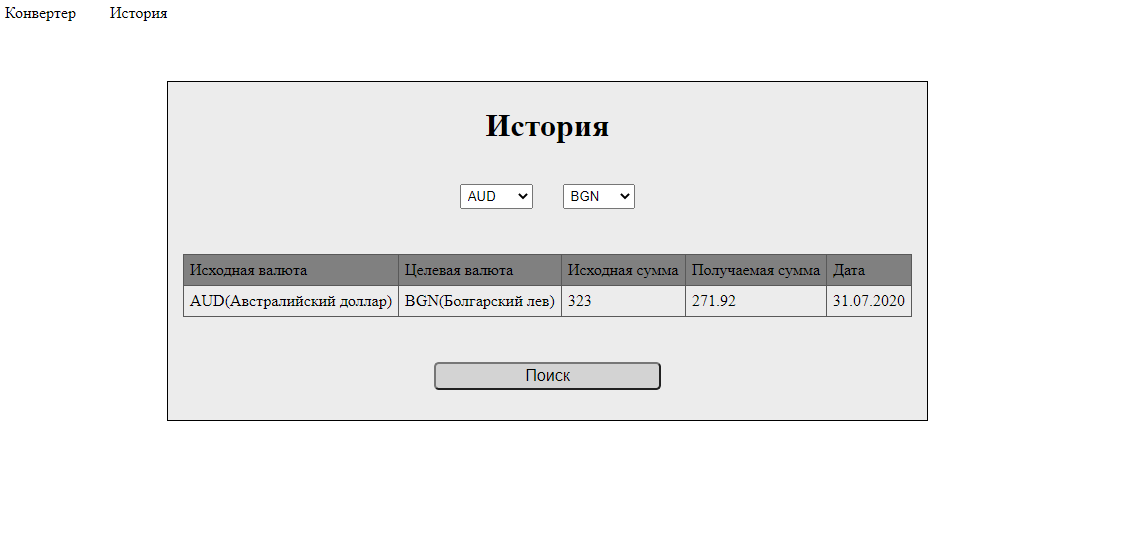 Конвертер История
История
AUD BGN
Исходная валюта Целевая валюта Исходная сумма Получаемая сумма Дата
AUD(Австралийский доллар) BGN(Болгарский лев) 323 271.92 31.07.2020
Поиск